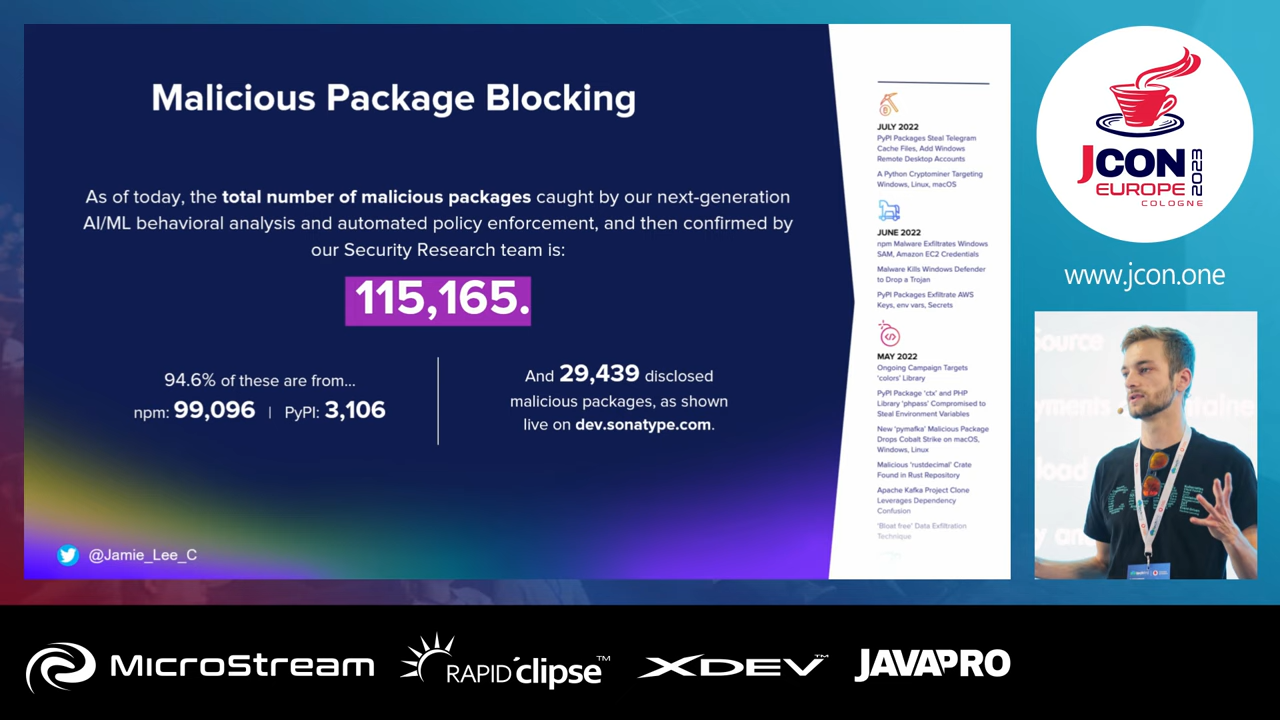 Malicious Package Blocking
As of today, the total number of malicious packages caught by our next-generation
AI/ML behavioral analysis and automated policy enforcement, and then confirmed by
our Security Research team is:
115,165.
94.6% of these are from...
npm: 99,096 | PyPI: 3,106
And 29,439 disclosed
malicious packages, as shown
live on dev.sonatype.com.
@Jamie_Lee_C
JULY 2022
PyPI Packages Steal Telegram
Cache Files, Add Windows
Remote Desktop Accounts
A Python Cryptominer Targeting
Windows, Linux, macOS
JUNE 2022
npm Malware Exfiltrates Windows
SAM, Amazon EC2 Credentials
Malware Kills Windows Defender
to Drop a Trojan
PyPI Packages Exfiltrate AWS
Keys, env vars, Secrets
MAY 2022
Ongoing Campaign Targets
'colors' Library
PyPI Package 'ctx' and PHP
Library 'phpass' Compromised to
Steal Environment Variables
New 'pymafka' Malicious Package
Drops Cobalt Strike on macOS,
Windows, Linux
Malicious 'rustdecimal' Crate
Found in Rust Repository
Apache Kafka Project Clone
Leverages Dependency
Confusion
'Bloat free' Data Exfiltration
Technique
JCON
EUROPE 2023
COLOGNE
www.jcon.one
Source
MICROSTREAM
RAPID'clipse™
XDEV™
JAVAPRO